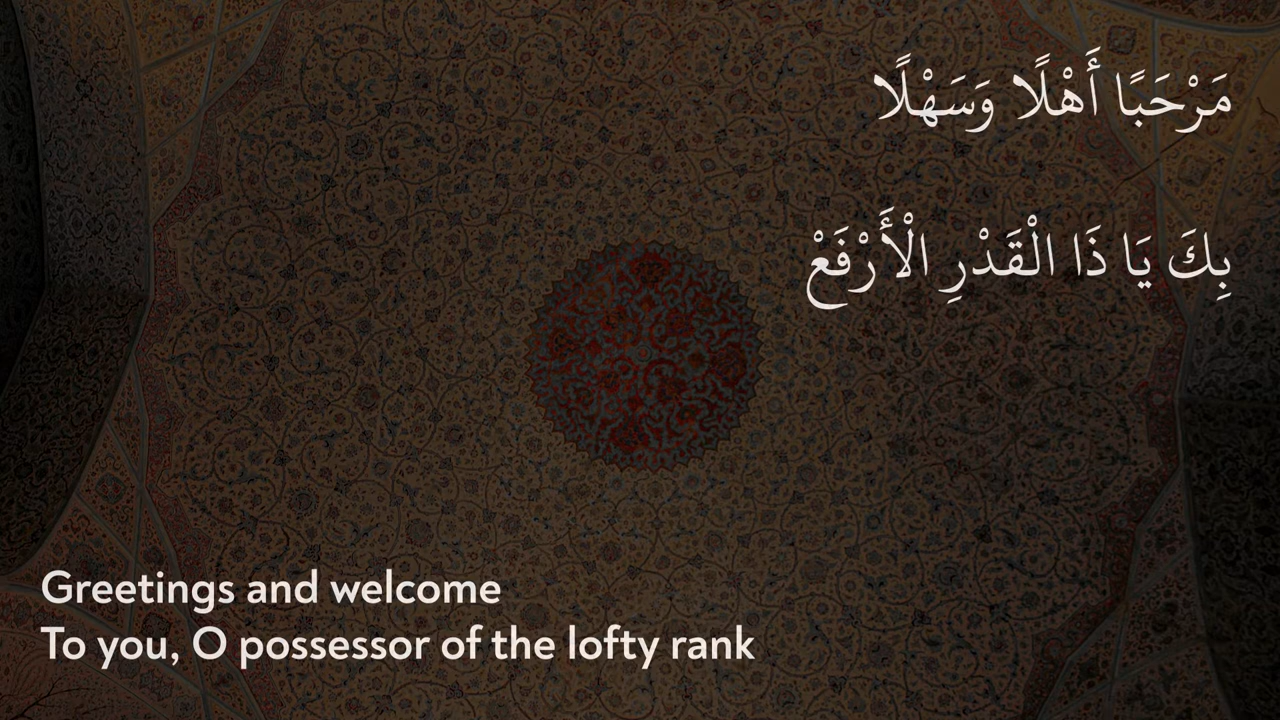 مَرْحَبًا أَهْلًا وَسَهْلًا
بِكَ يَا ذَا الْقَدْرِ الْأَرْفَعْ
Greetings and welcome
To you, O possessor of the lofty rank